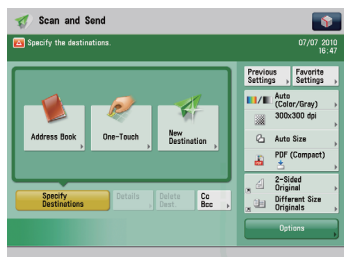 Scan and Send
Specify the destinations.
07/07 2010
16:47
Address Book
One-Touch
New
Destination
Specify
Destinations
Details
Delete
Dest.
Cc
Bcc
Previous
Settings
Favorite
Settings
Auto
(Color/Gray)
300x300 dpi
Auto Size
PDF (Compact)
2-Sided
Original
Different Size
Originals
Options